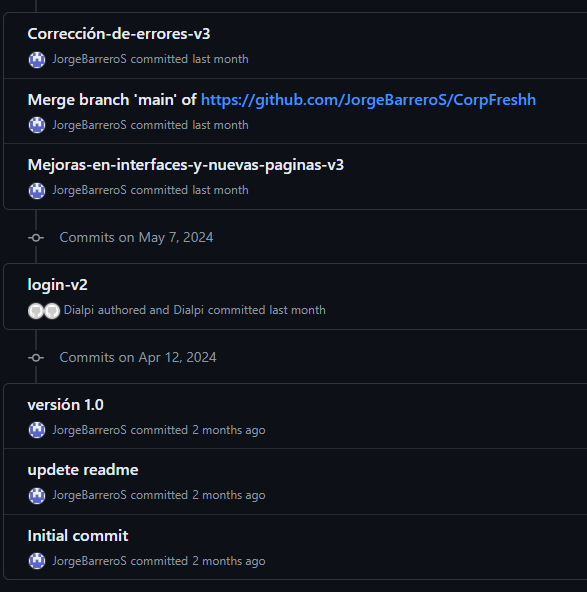 Corrección-de-errores-v3
JorgeBarreroS committed last month
Merge branch 'main' of https://github.com/JorgeBarreroS/CorpFreshh
JorgeBarreroS committed last month
Mejoras-en-interfaces-y-nuevas-paginas-v3
JorgeBarreroS committed last month
Commits on May 7, 2024
login-v2
Dialpi authored and Dialpi committed last month
Commits on Apr 12, 2024
versión 1.0
JorgeBarreroS committed 2 months ago
updete readme
JorgeBarreroS committed 2 months ago
Initial commit
JorgeBarreroS committed 2 months ago